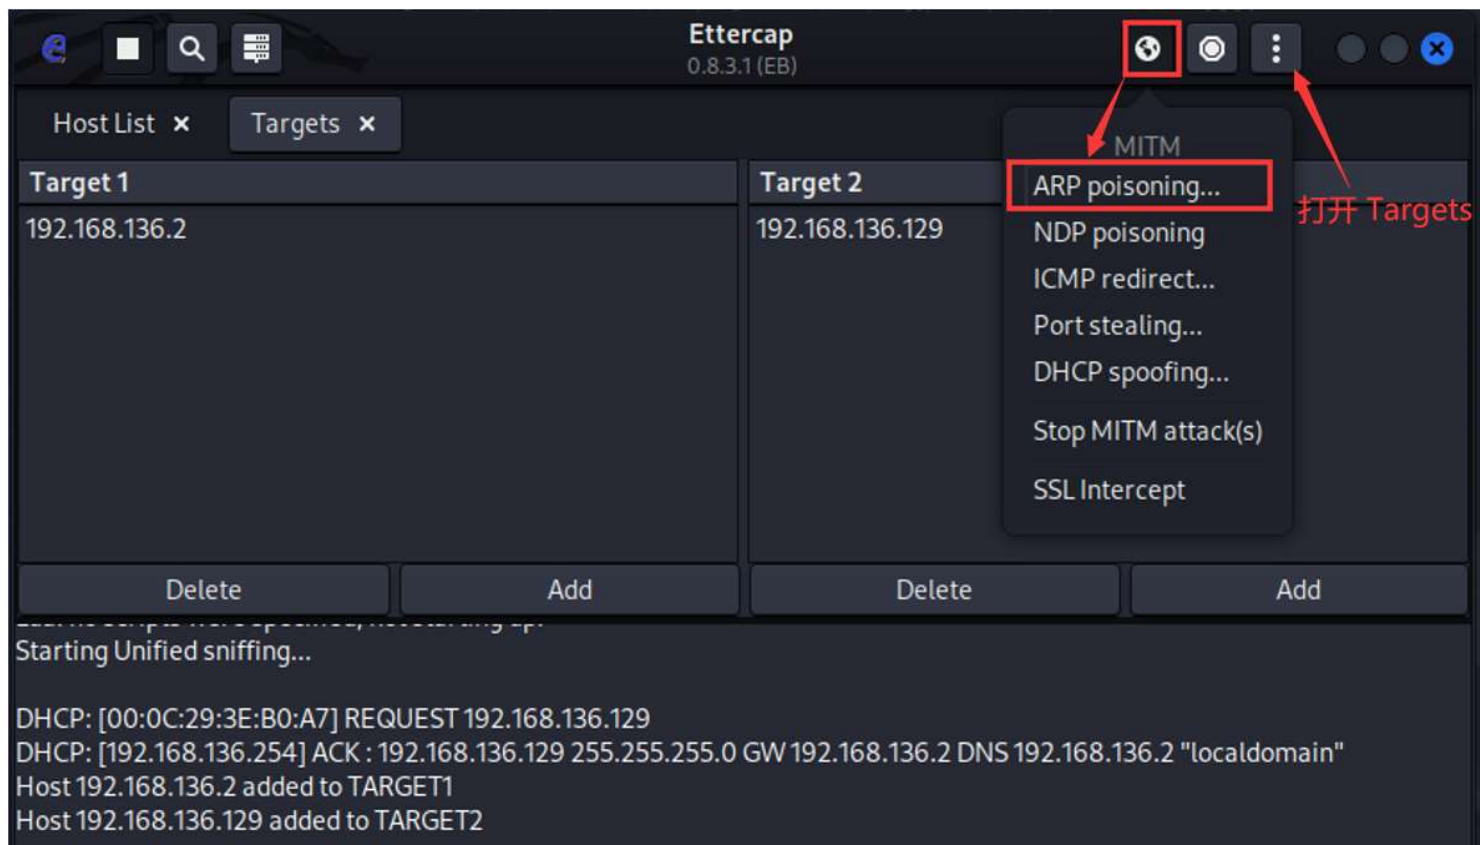 Ettercap
0.8.3.1 (EB)
Host List ×
Targets ×
MITM
Target 1
Target 2
ARP poisoning...
打开 Targets
192.168.136.2
192.168.136.129
NDP poisoning
ICMP redirect...
Port stealing...
DHCP spoofing...
Stop MITM attack(s)
SSL Intercept
Delete
Add
Delete
Add
Starting Unified sniffing...
DHCP: [00:0C:29:3E:B0:A7] REQUEST 192.168.136.129
DHCP: [192.168.136.254] ACK : 192.168.136.129 255.255.255.0 GW 192.168.136.2 DNS 192.168.136.2 "localdomain"
Host 192.168.136.2 added to TARGET1
Host 192.168.136.129 added to TARGET2